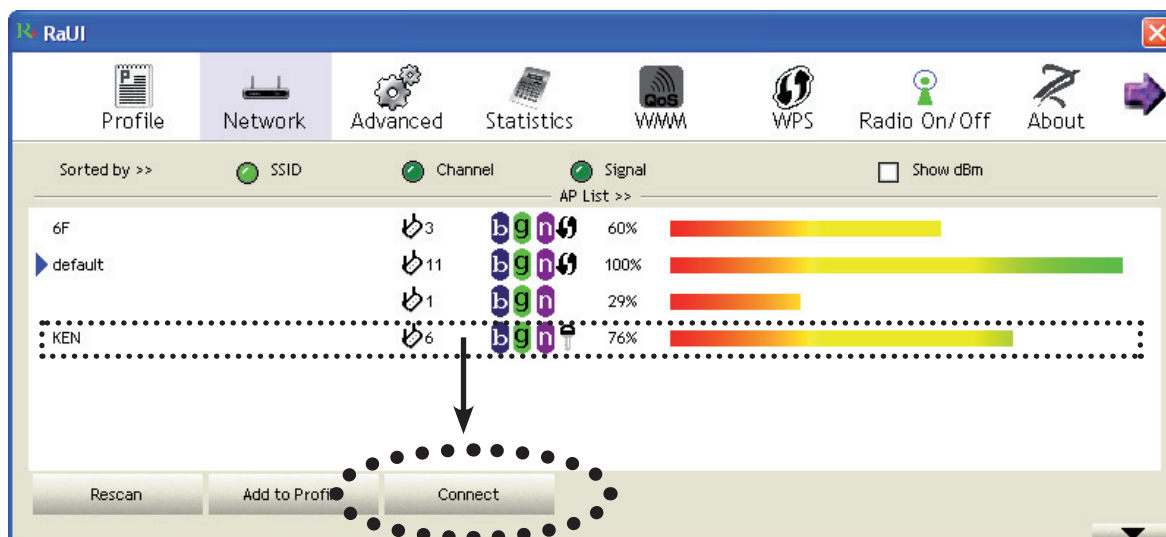 RaUI
Profile Network Advanced Statistics QoS WMM WPS Radio On/Off About
Sorted by >> SSID Channel Signal Show dBm
AP List >>
6F 3 b g n 60%
default 11 b g n 100%
1 b g n 29%
KEN 6 b g n 76%
Rescan Add to Profi Connect